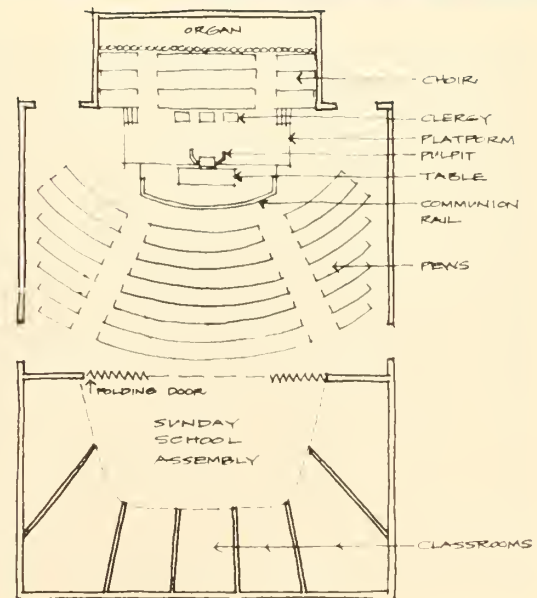 ORGAN
CHOIR
CLERGY
PLATFORM
PULPIT
TABLE
COMMUNION
RAIL
PEWS
FOLDING DOOR
SUNDAY
SCHOOL
ASSEMBLY
CLASSROOMS